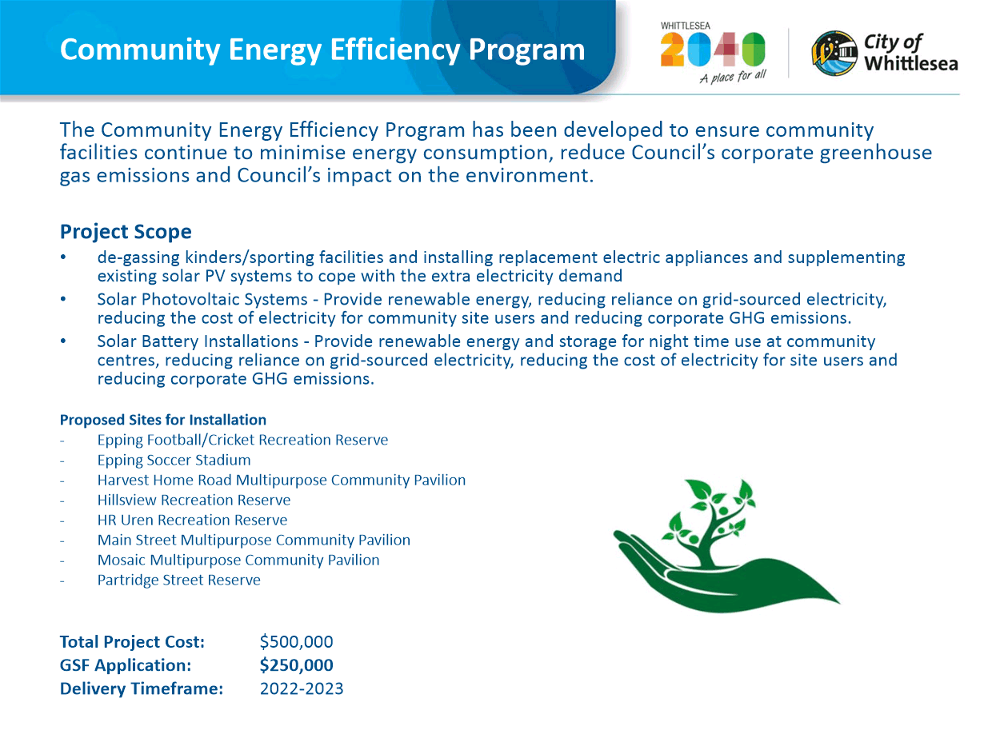 Community Energy Efficiency Program
WHITTLESEA
2040
A place for all
City of
Whittlesea
The Community Energy Efficiency Program has been developed to ensure community
facilities continue to minimise energy consumption, reduce Council’s corporate greenhouse
gas emissions and Council’s impact on the environment.
Project Scope
• de-gassing kinders/sporting facilities and installing replacement electric appliances and supplementing
existing solar PV systems to cope with the extra electricity demand
• Solar Photovoltaic Systems - Provide renewable energy, reducing reliance on grid-sourced electricity,
reducing the cost of electricity for community site users and reducing corporate GHG emissions.
• Solar Battery Installations - Provide renewable energy and storage for night time use at community
centres, reducing reliance on grid-sourced electricity, reducing the cost of electricity for site users and
reducing corporate GHG emissions.
Proposed Sites for Installation
- Epping Football/Cricket Recreation Reserve
- Epping Soccer Stadium
- Harvest Home Road Multipurpose Community Pavilion
- Hillsview Recreation Reserve
- HR Uren Recreation Reserve
- Main Street Multipurpose Community Pavilion
- Mosaic Multipurpose Community Pavilion
- Partridge Street Reserve
Total Project Cost: $500,000
GSF Application: $250,000
Delivery Timeframe: 2022-2023